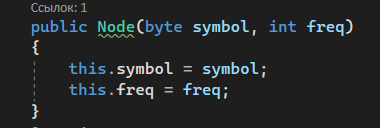 Ссылок: 1
public Node(byte symbol, int freq)
{
    this.symbol = symbol;
    this.freq = freq;
}